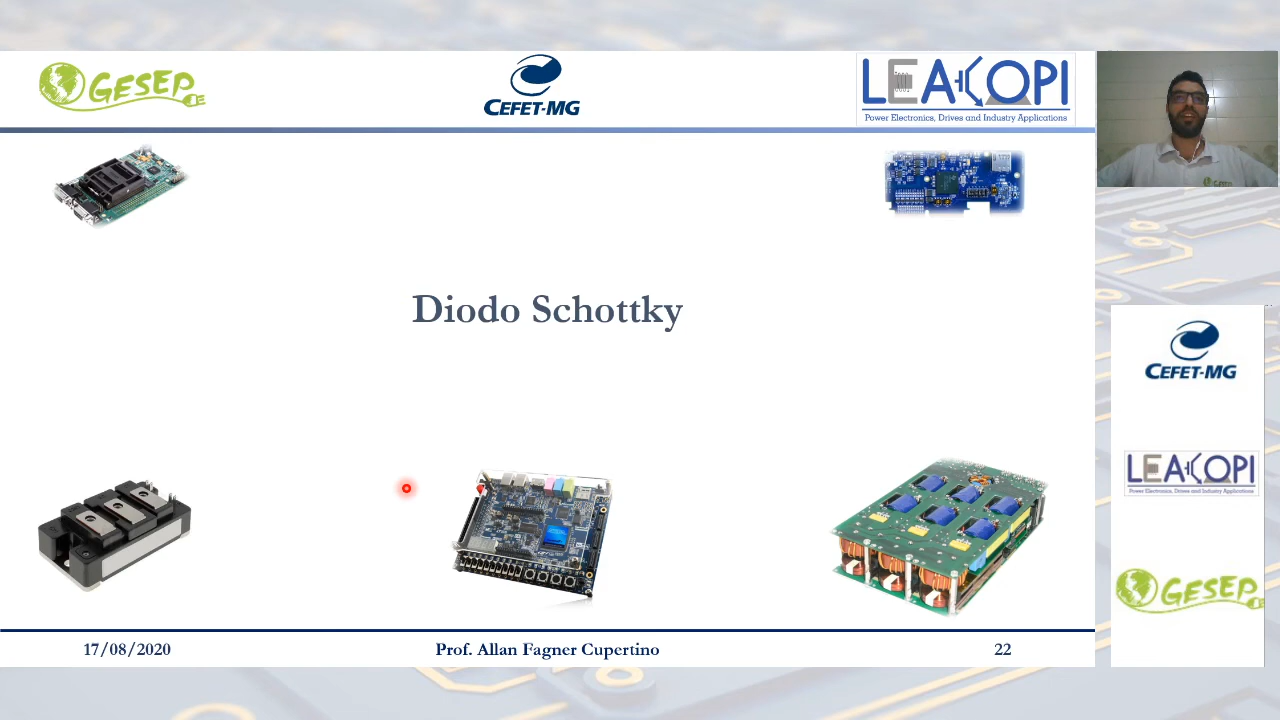 GESEP
CEFET-MG
LEACOPI
Power Electronics, Drives and Industry Applications
Diodo Schottky
17/08/2020
Prof. Allan Fagner Cupertino
22
CEFET-MG
LEACOPI
Power Electronics, Drives and Industry Applications
GESEP